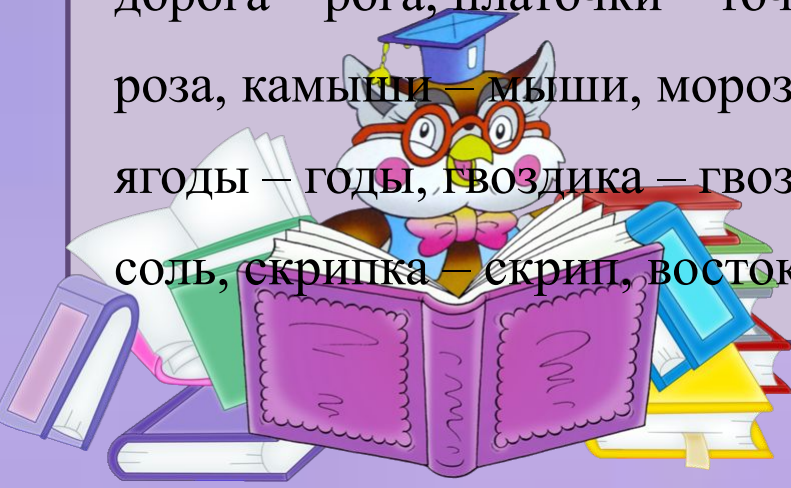 дорога – рога, платочки – точ
роза, камыши – мыши, мороз
ягоды – годы, гвоздика – гвоз
соль, скрипка – скрип, восток